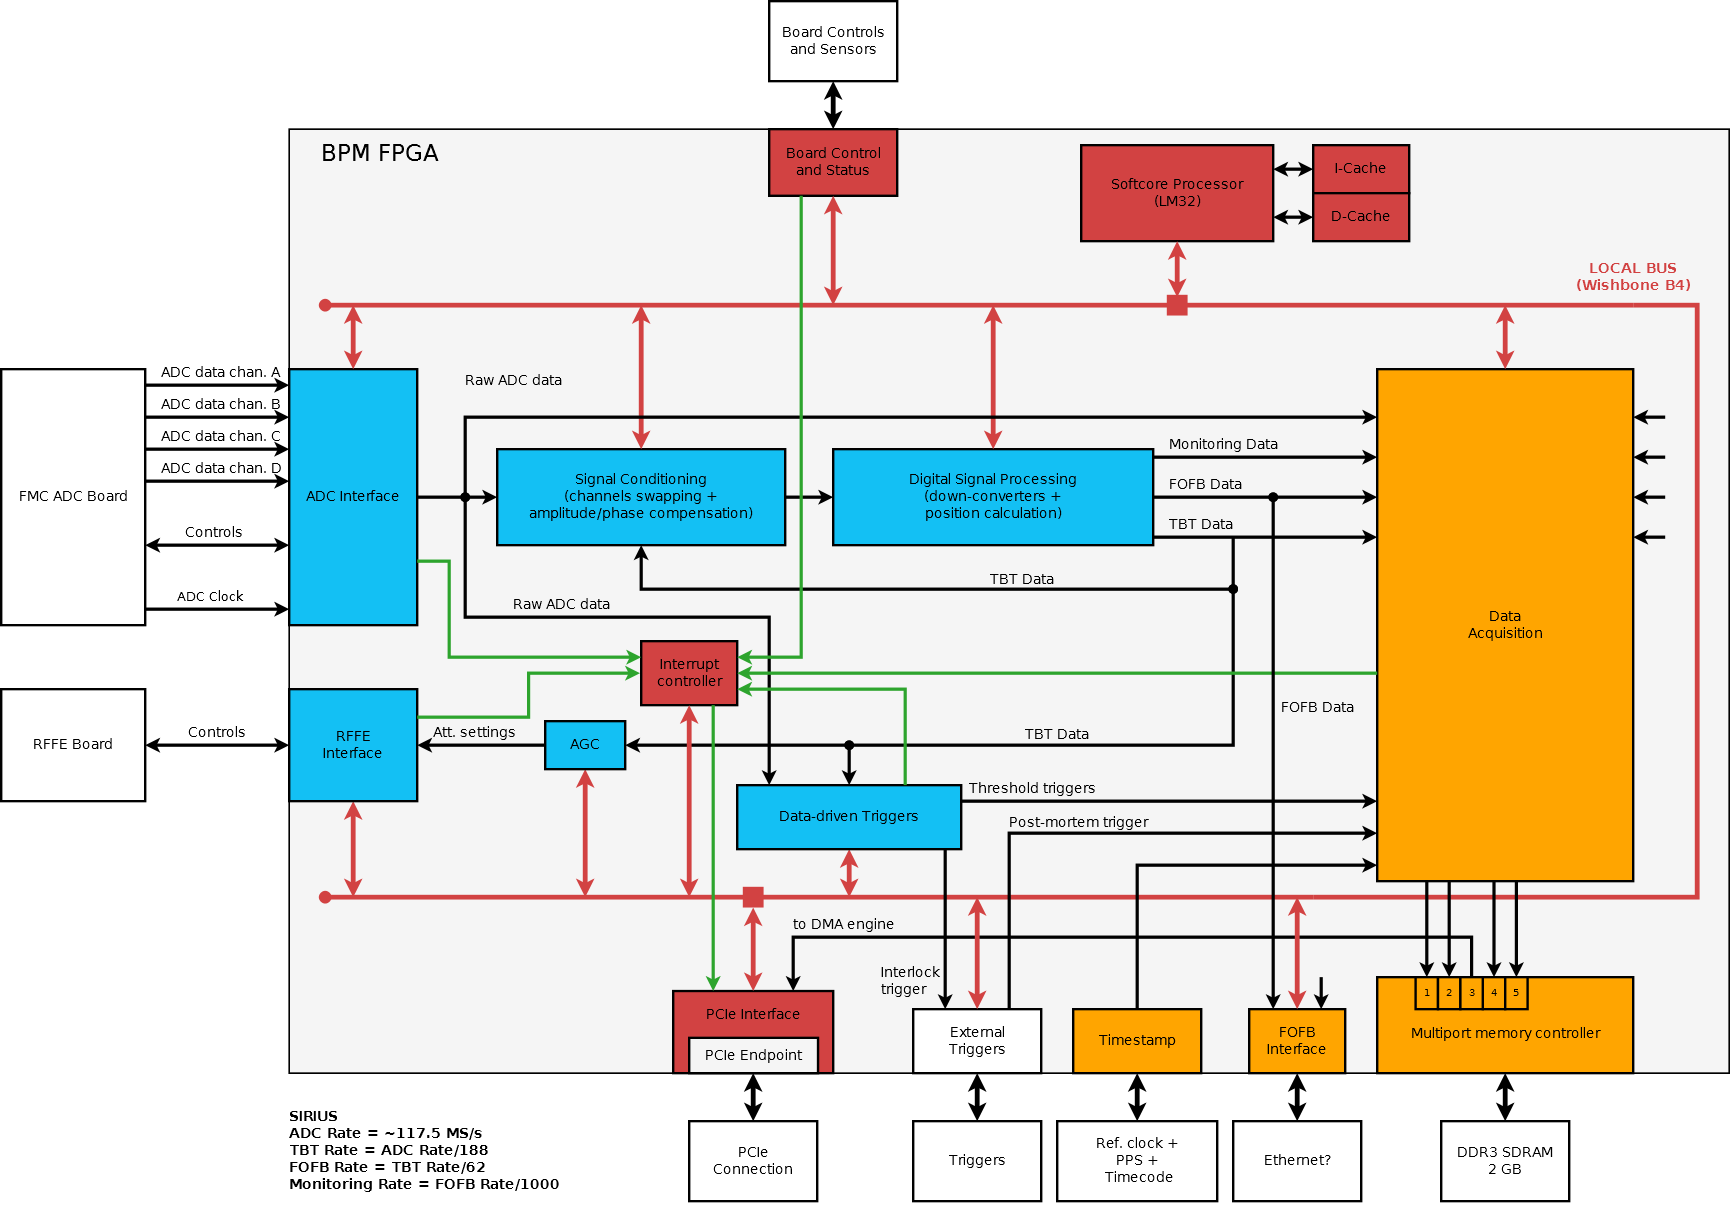 Board Controls
and Sensors
BPM FPGA
Board Control
and Status
Softcore Processor
(LM32)
I-Cache
D-Cache
LOCAL BUS
(Wishbone B4)
FMC ADC Board
ADC data chan. A
ADC data chan. B
ADC data chan. C
ADC data chan. D
Controls
ADC Clock
ADC Interface
Raw ADC data
Signal Conditioning
(channels swapping +
amplitude/phase compensation)
Digital Signal Processing
(down-converters +
position calculation)
Monitoring Data
FOFB Data
TBT Data
TBT Data
Raw ADC data
Data
Acquisition
Interrupt
controller
RFFE Board
Controls
RFFE
Interface
Att. settings
AGC
TBT Data
FOFB Data
Data-driven Triggers
Threshold triggers
Post-mortem trigger
to DMA engine
Interlock
trigger
PCIe Interface
PCIe Endpoint
External
Triggers
Timestamp
FOFB
Interface
1 2 3 4 5
Multiport memory controller
SIRIUS
ADC Rate = ~117.5 MS/s
TBT Rate = ADC Rate/188
FOFB Rate = TBT Rate/62
Monitoring Rate = FOFB Rate/1000
PCIe
Connection
Triggers
Ref. clock +
PPS +
Timecode
Ethernet?
DDR3 SDRAM
2 GB